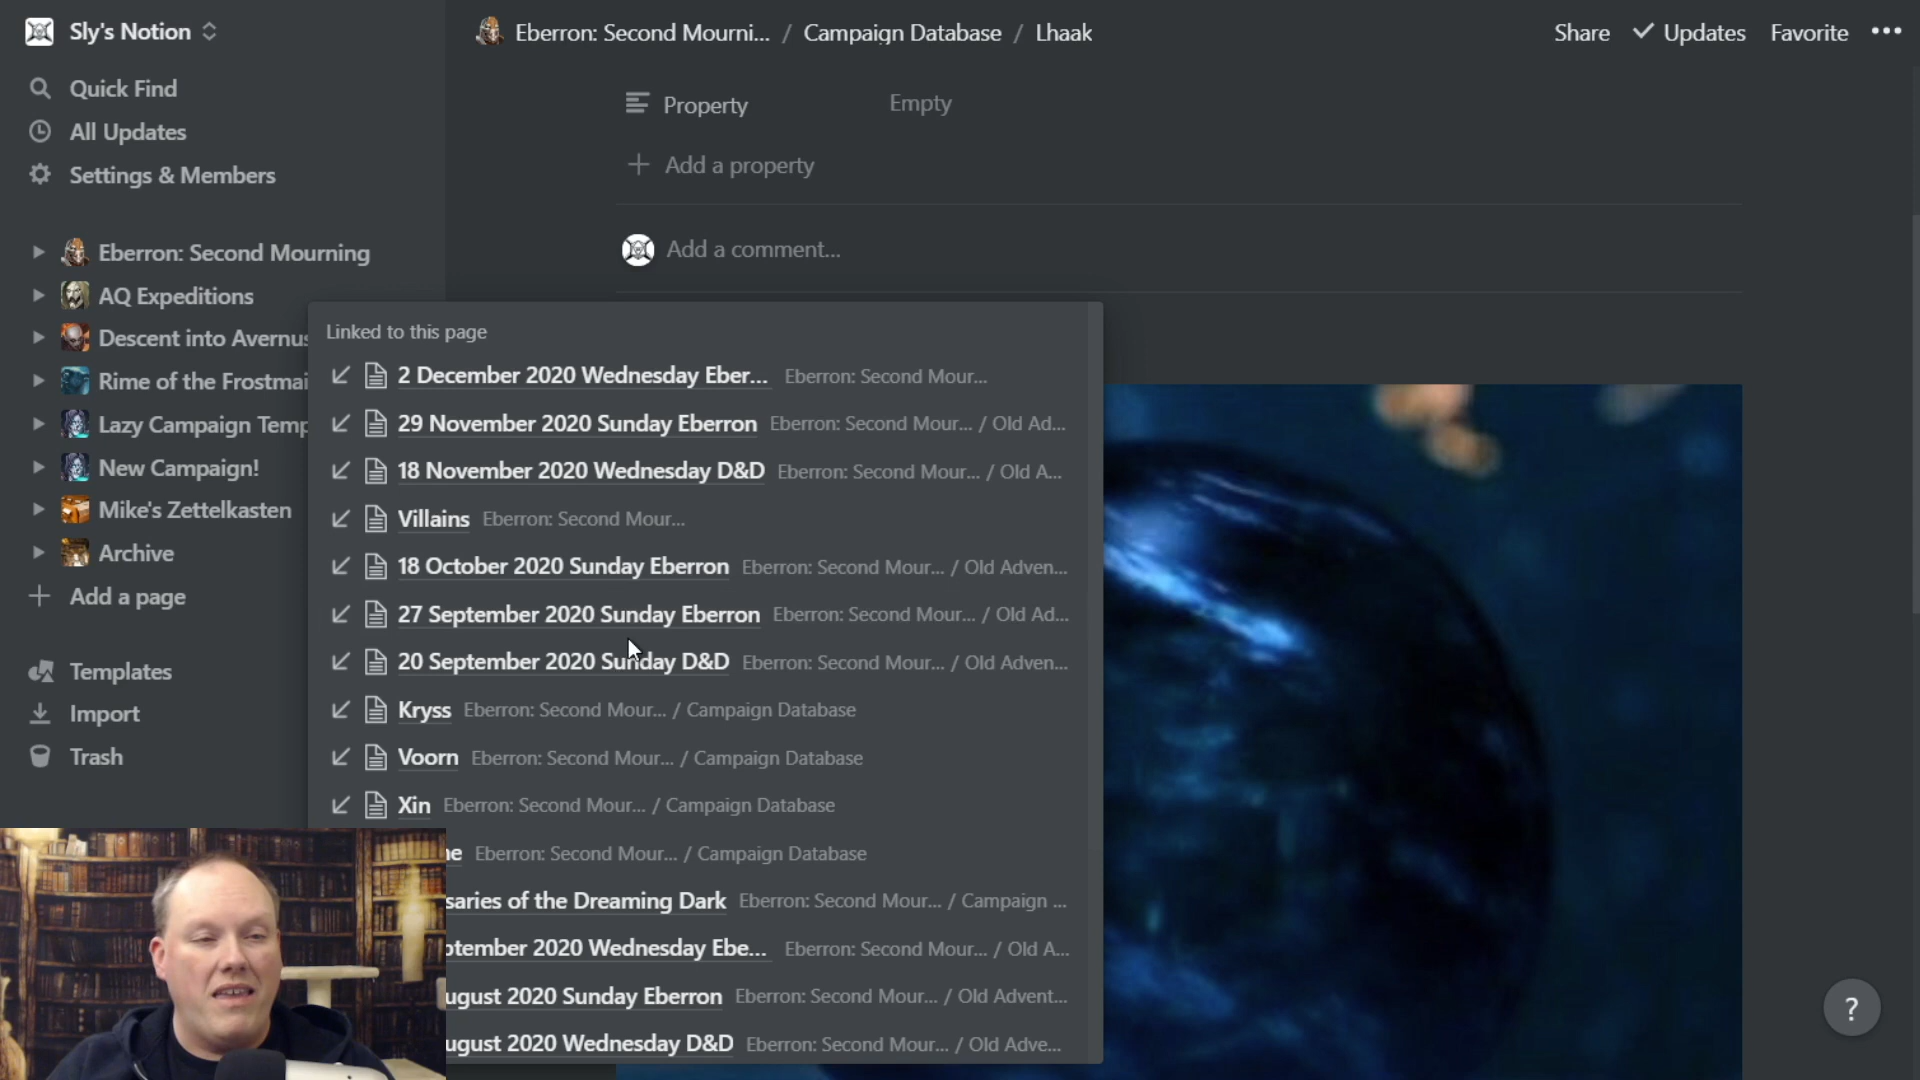 Sly's Notion
Eberron: Second Mourni... / Campaign Database / Lhaak
Share Updates Favorite
Quick Find
All Updates
Settings & Members
Property Empty
Add a property
Add a comment...
Eberron: Second Mourning
AQ Expeditions
Descent into Avernus
Rime of the Frostmai
Lazy Campaign Temp
New Campaign!
Mike's Zettelkasten
Archive
Add a page
Templates
Import
Trash
Linked to this page
2 December 2020 Wednesday Eber... Eberron: Second Mour...
29 November 2020 Sunday Eberron Eberron: Second Mour... / Old Ad...
18 November 2020 Wednesday D&D Eberron: Second Mour... / Old A...
Villains Eberron: Second Mour...
18 October 2020 Sunday Eberron Eberron: Second Mour... / Old Adven...
27 September 2020 Sunday Eberron Eberron: Second Mour... / Old Ad...
20 September 2020 Sunday D&D Eberron: Second Mour... / Old Adven...
Kryss Eberron: Second Mour... / Campaign Database
Voorn Eberron: Second Mour... / Campaign Database
Xin Eberron: Second Mour... / Campaign Database
ne Eberron: Second Mour... / Campaign Database
saries of the Dreaming Dark Eberron: Second Mour... / Campaign ...
ptember 2020 Wednesday Ebe... Eberron: Second Mour... / Old A...
ugust 2020 Sunday Eberron Eberron: Second Mour... / Old Advent...
ugust 2020 Wednesday D&D Eberron: Second Mour... / Old Adve...
?